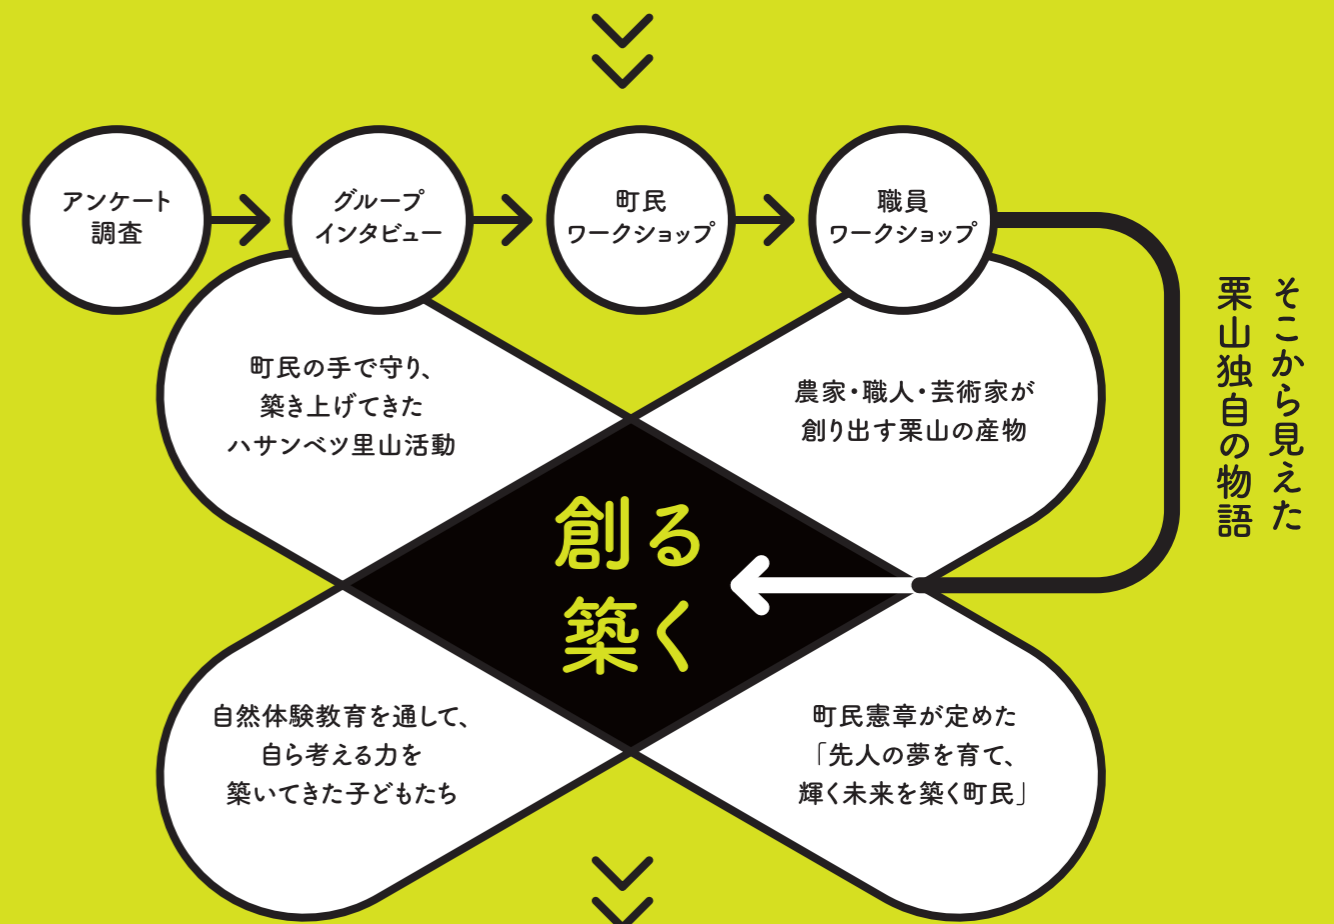 アンケート
調査
グループ
インタビュー
町民
ワークショップ
職員
ワークショップ
そこから見えた
栗山独自の物語
町民の手で守り、
築き上げてきた
ハサンベツ里山活動
農家・職人・芸術家が
創り出す栗山の産物
創る
築く
自然体験教育を通して、
自ら考える力を
築いてきた子どもたち
町民憲章が定めた
「先人の夢を育て、
輝く未来を築く町民」